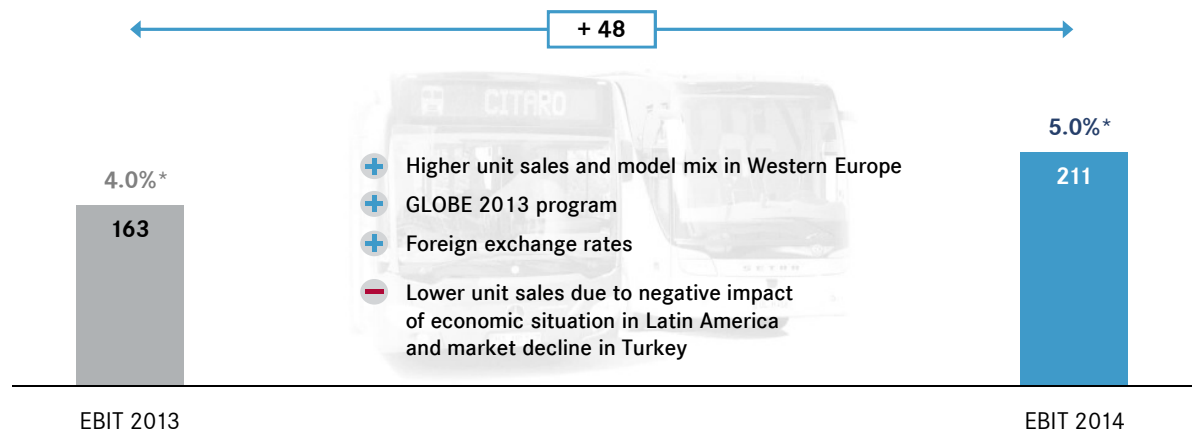 + 48
CITARO
5.0%*
4.0%*
Higher unit sales and model mix in Western Europe
211
GLOBE 2013 program
163
Foreign exchange rates
SETRA
Lower unit sales due to negative impact
of economic situation in Latin America
and market decline in Turkey
EBIT 2013
EBIT 2014